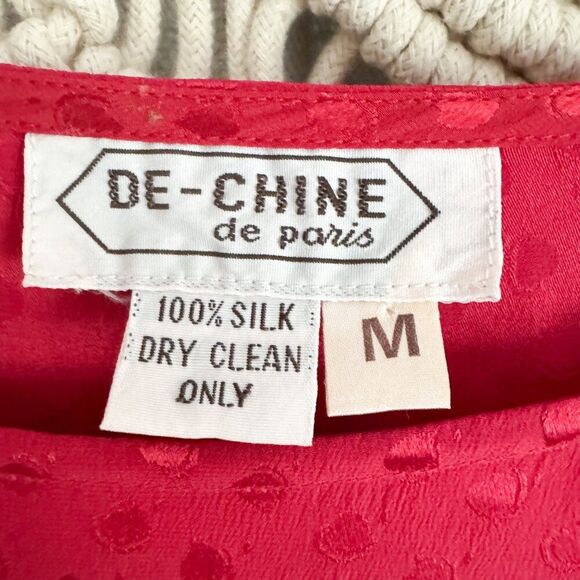 DE-CHINE
de paris
100% SILK
DRY CLEAN
ONLY
M